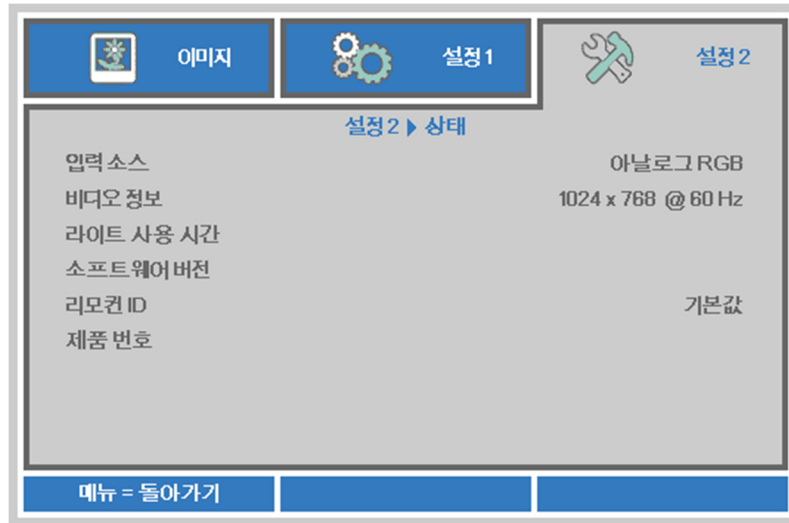 이미지 설정1 설정2
설정2 ▶ 상태
입력 소스 아날로그 RGB
비디오 정보 1024 x 768 @ 60 Hz
라이트 사용 시간
소프트웨어 버전
리모컨 ID 기본값
제품 번호
메뉴 = 돌아가기